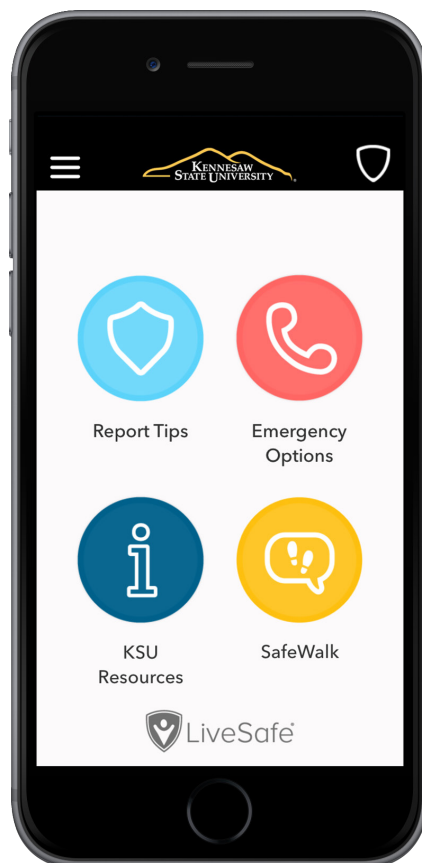 KENNESAW
STATE UNIVERSITY
Report Tips
Emergency
Options
KSU
Resources
SafeWalk
LiveSafe